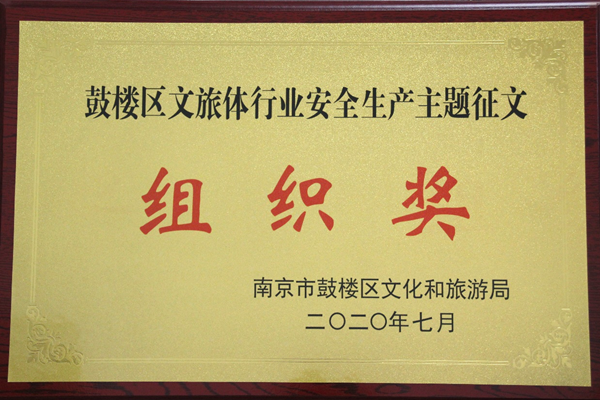 鼓楼区文旅体行业安全生产主题征文
组织奖
南京市鼓楼区文化和旅游局
二〇二〇年七月